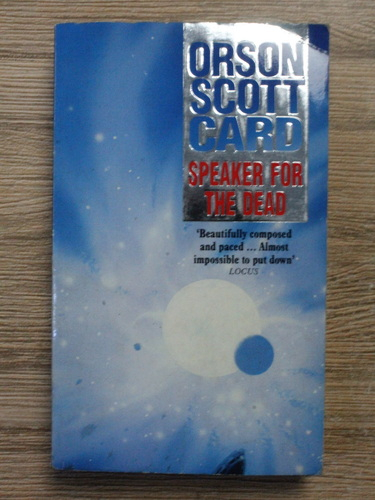 ORSON
SCOTT
CARD
SPEAKER FOR
THE DEAD
'Beautifully composed
and paced ... Almost
impossible to put down'
LOCUS